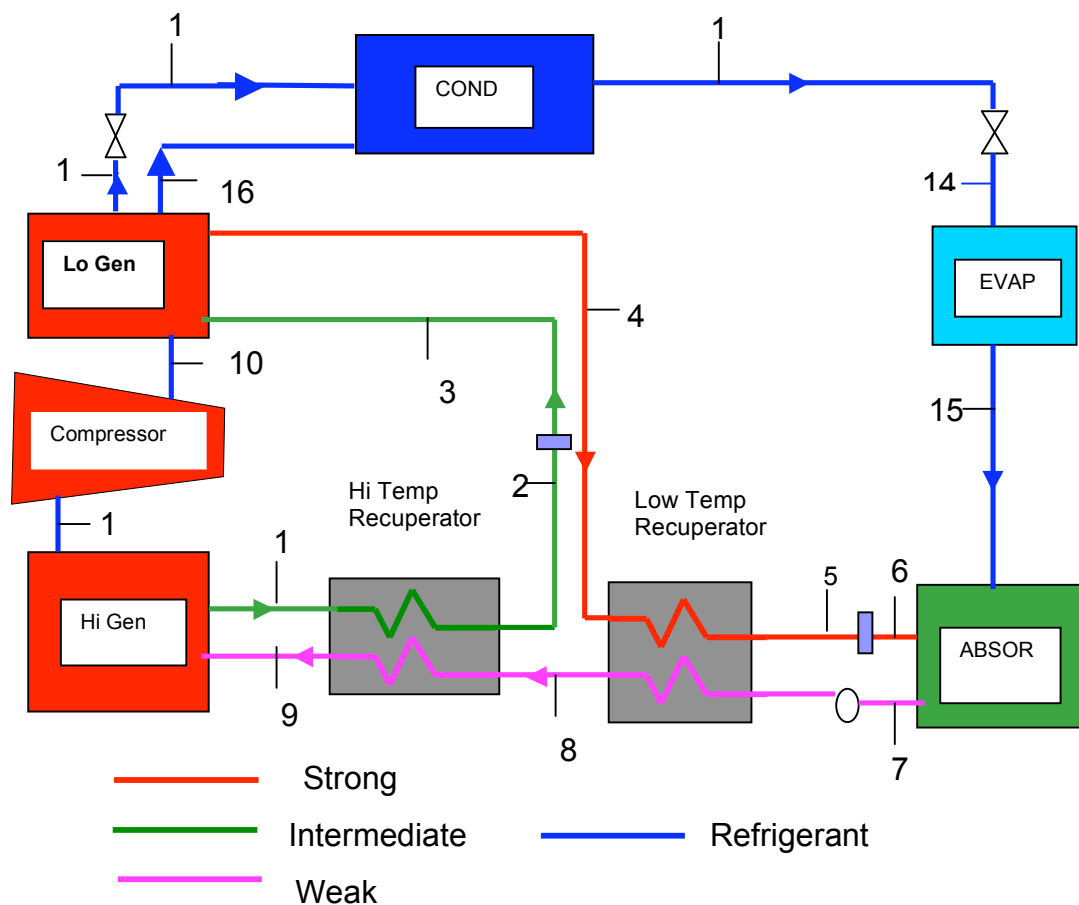 1
1
COND
1
16
14
Lo Gen
EVAP
4
10
3
15
Compressor
2
Hi Temp
Recuperator
Low Temp
Recuperator
1
1
5
6
Hi Gen
ABSOR
9
8
7
Strong
Intermediate
Refrigerant
Weak